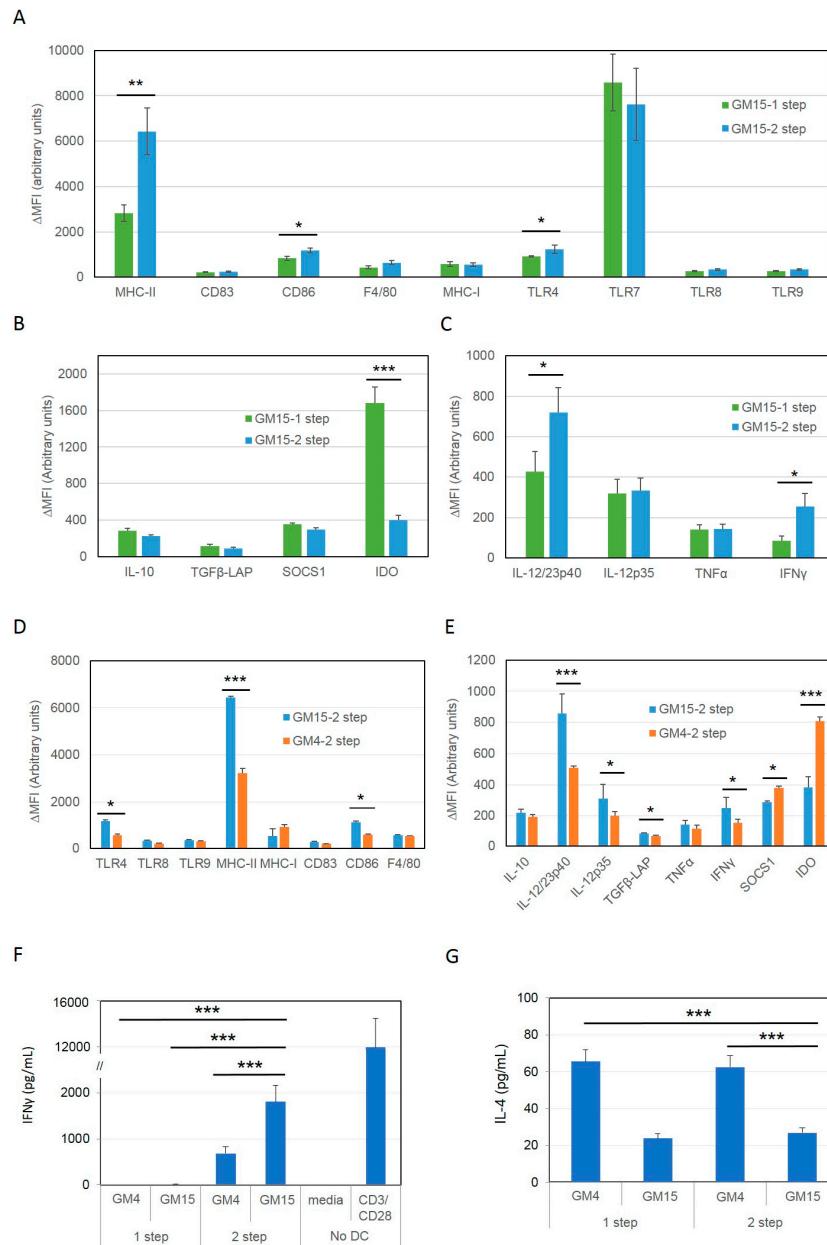 A
ΔMFI (arbitrary units)
10000
8000
6000
4000
2000
0
**
*
*
GM15-1 step
GM15-2 step
MHC-II CD83 CD86 F4/80 MHC-I TLR4 TLR7 TLR8 TLR9
B
ΔMFI (Arbitrary units)
2000
1600
1200
800
400
0
***
GM15-1 step
GM15-2 step
IL-10 TGFβ-LAP SOCS1 IDO
C
ΔMFI (Arbitrary units)
1000
800
600
400
200
0
*
*
GM15-1 step
GM15-2 step
IL-12/23p40 IL-12p35 TNFα IFNγ
D
ΔMFI (Arbitrary units)
8000
6000
4000
2000
0
*
***
*
GM15-2 step
GM4-2 step
TLR4 TLR8 TLR9 MHC-II MHC-I CD83 CD86 F4/80
E
ΔMFI (Arbitrary units)
1200
1000
800
600
400
200
0
***
*
*
*
*
***
GM15-2 step
GM4-2 step
IL-10 IL-12/23p40 IL-12p35 TGFβ-LAP TNFα IFNγ SOCS1 IDO
F
IFNγ (pg/mL)
16000
12000
//
2000
1000
0
***
***
***
GM4 GM15 GM4 GM15 media CD3/
CD28
1 step 2 step No DC
G
IL-4 (pg/mL)
100
80
60
40
20
0
***
***
GM4 GM15 GM4 GM15
1 step 2 step